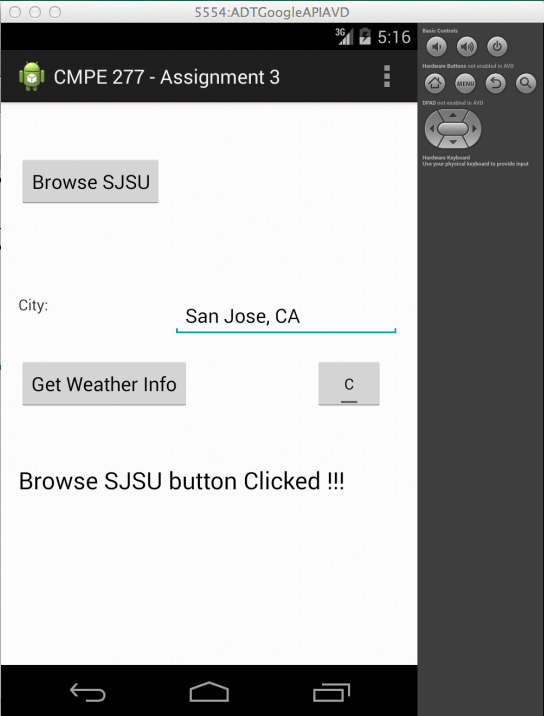 5554:ADTGoogleAPIAVD
3G 5:16
CMPE 277 - Assignment 3
Browse SJSU
City:
San Jose, CA
Get Weather Info
C
Browse SJSU button Clicked !!!
Basic Controls
Hardware Buttons not enabled in AVD
MENU
DPAD not enabled in AVD
Hardware Keyboard
Use your physical keyboard to provide input